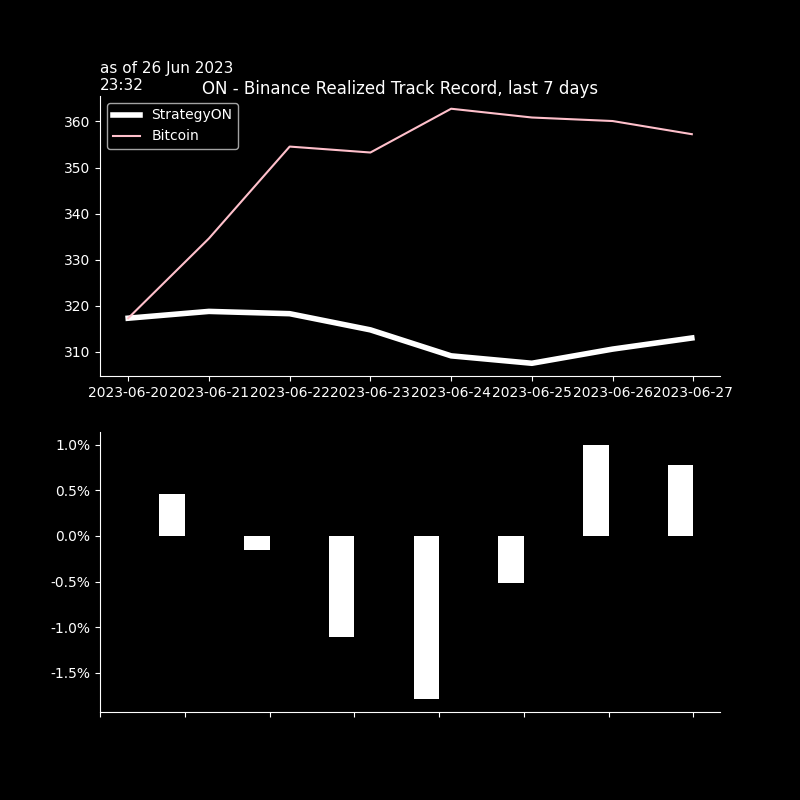 as of 26 Jun 2023
23:32
ON - Binance Realized Track Record, last 7 days
StrategyON
Bitcoin
360
350
340
330
320
310
2023-06-20 2023-06-21 2023-06-22 2023-06-23 2023-06-24 2023-06-25 2023-06-26 2023-06-27
1.0%
0.5%
0.0%
-0.5%
-1.0%
-1.5%